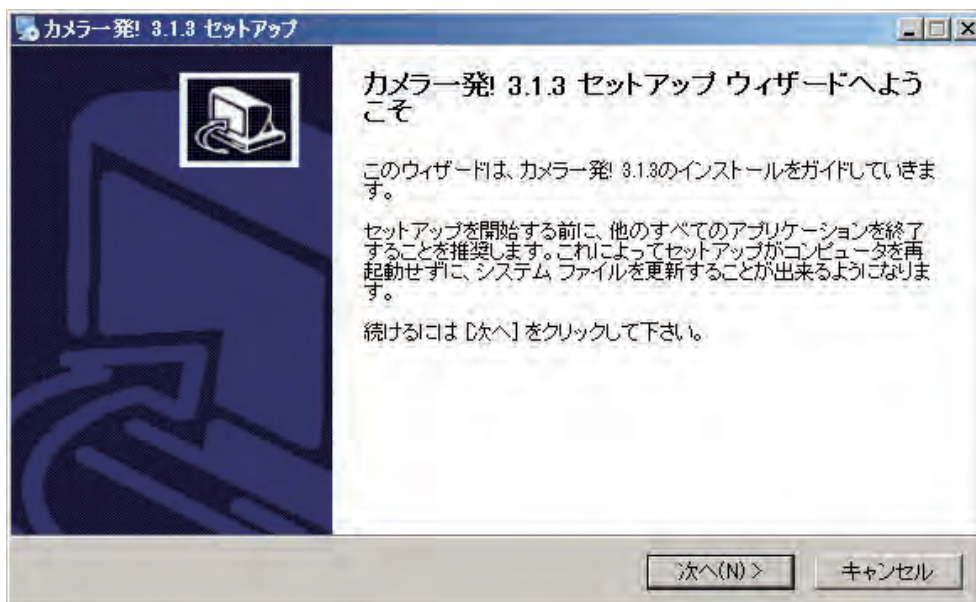 カメラ一発! 3.1.3 セットアップ
カメラ一発! 3.1.3 セットアップ ウィザードへよう
こそ
このウィザードは、カメラ一発! 3.1.3のインストールをガイドしていきま
す。
セットアップを開始する前に、他のすべてのアプリケーションを終了
することを推奨します。これによってセットアップがコンピュータを再
起動せずに、システム ファイルを更新することが出来るようになりま
す。
続けるには [次へ] をクリックして下さい。
次へ(N) >
キャンセル